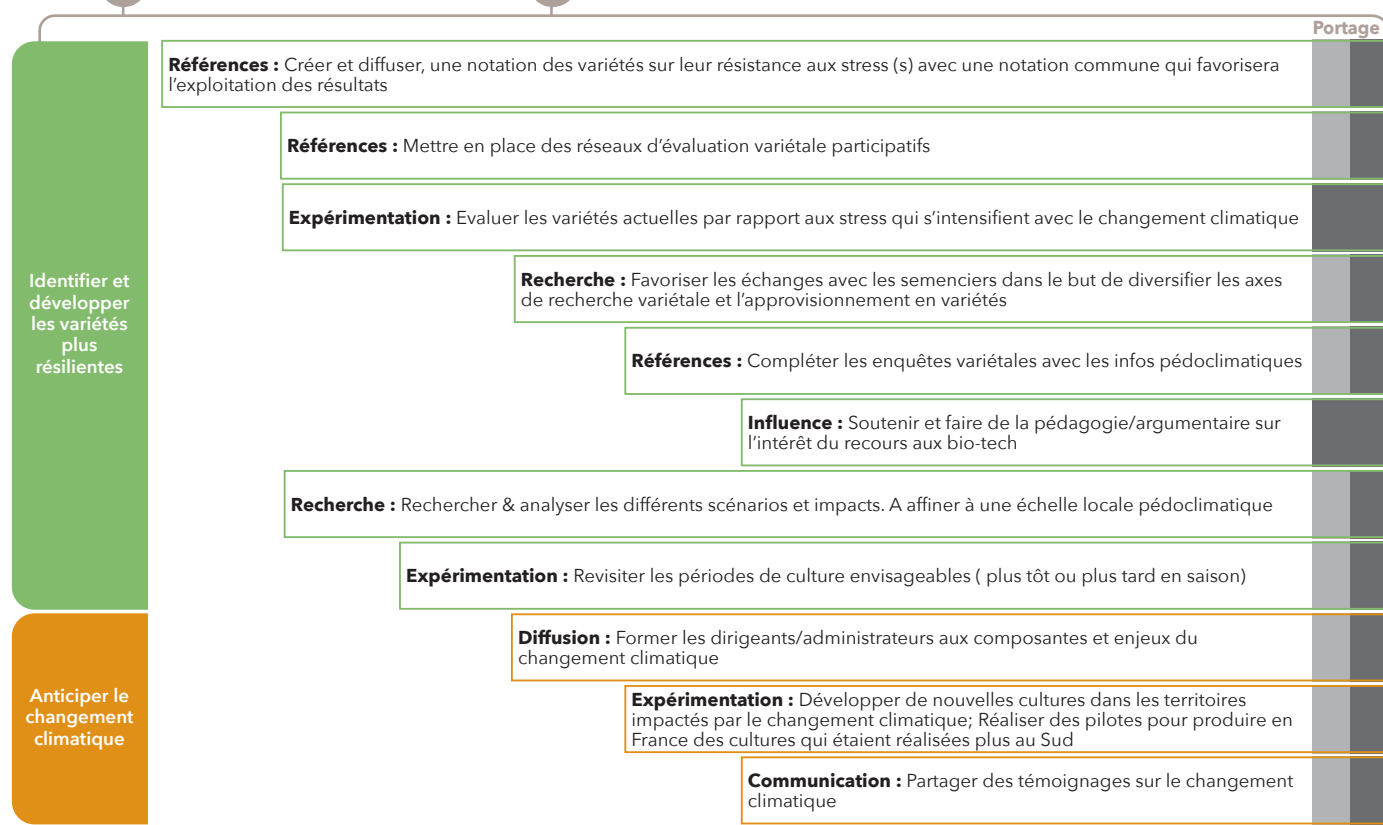 Portage
Références : Créer et diffuser, une notation des variétés sur leur résistance aux stress (s) avec une notation commune qui favorisera
l'exploitation des résultats
Références : Mettre en place des réseaux d'évaluation variétale participatifs
Expérimentation : Evaluer les variétés actuelles par rapport aux stress qui s'intensifient avec le changement climatique
Identifier et
développer
les variétés
plus
résilientes
Recherche : Favoriser les échanges avec les semenciers dans le but de diversifier les axes
de recherche variétale et l'approvisionnement en variétés
Références : Compléter les enquêtes variétales avec les infos pédoclimatiques
Influence : Soutenir et faire de la pédagogie/argumentaire sur
l'intérêt du recours aux bio-tech
Recherche : Rechercher & analyser les différents scénarios et impacts. A affiner à une échelle locale pédoclimatique
Expérimentation : Revisiter les périodes de culture envisageables ( plus tôt ou plus tard en saison)
Anticiper le
changement
climatique
Diffusion : Former les dirigeants/administrateurs aux composantes et enjeux du
changement climatique
Expérimentation : Développer de nouvelles cultures dans les territoires
impactés par le changement climatique; Réaliser des pilotes pour produire en
France des cultures qui étaient réalisées plus au Sud
Communication : Partager des témoignages sur le changement
climatique